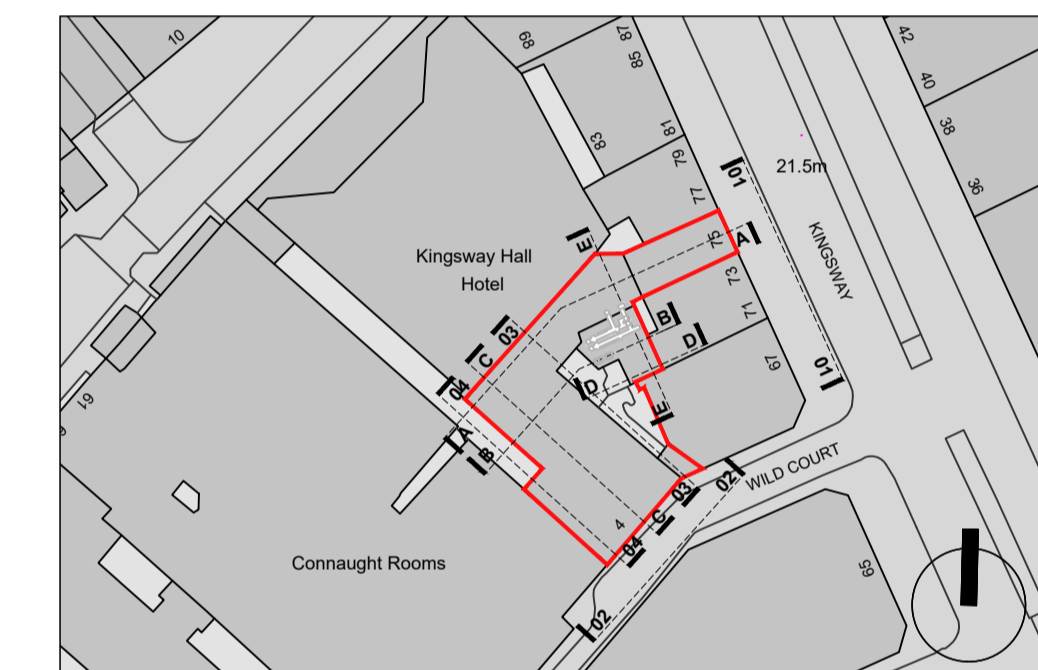 10
89
87
85
83
81
79
77
75
73
71
67
42
40
38
36
01
21.5m
KINGSWAY
A
E
Kingsway Hall
Hotel
03
C
04
B
D
D
E
01
61
A
B
WILD COURT
02
03
C
4
04
02
65
Connaught Rooms